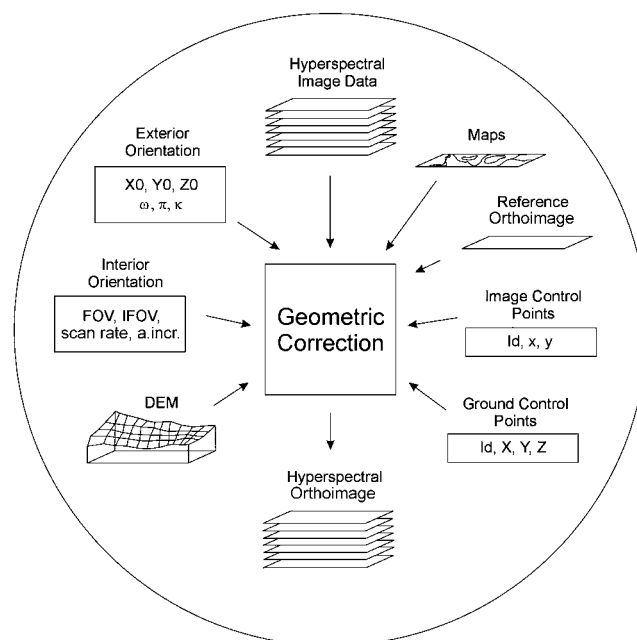 Hyperspectral
Image Data
Exterior
Orientation
X0, Y0, Z0
ω, π, κ
Maps
Reference
Orthoimage
Interior
Orientation
FOV, IFOV,
scan rate, a.incr.
Geometric
Correction
Image Control
Points
Id, x, y
DEM
Ground Control
Points
Id, X, Y, Z
Hyperspectral
Orthoimage